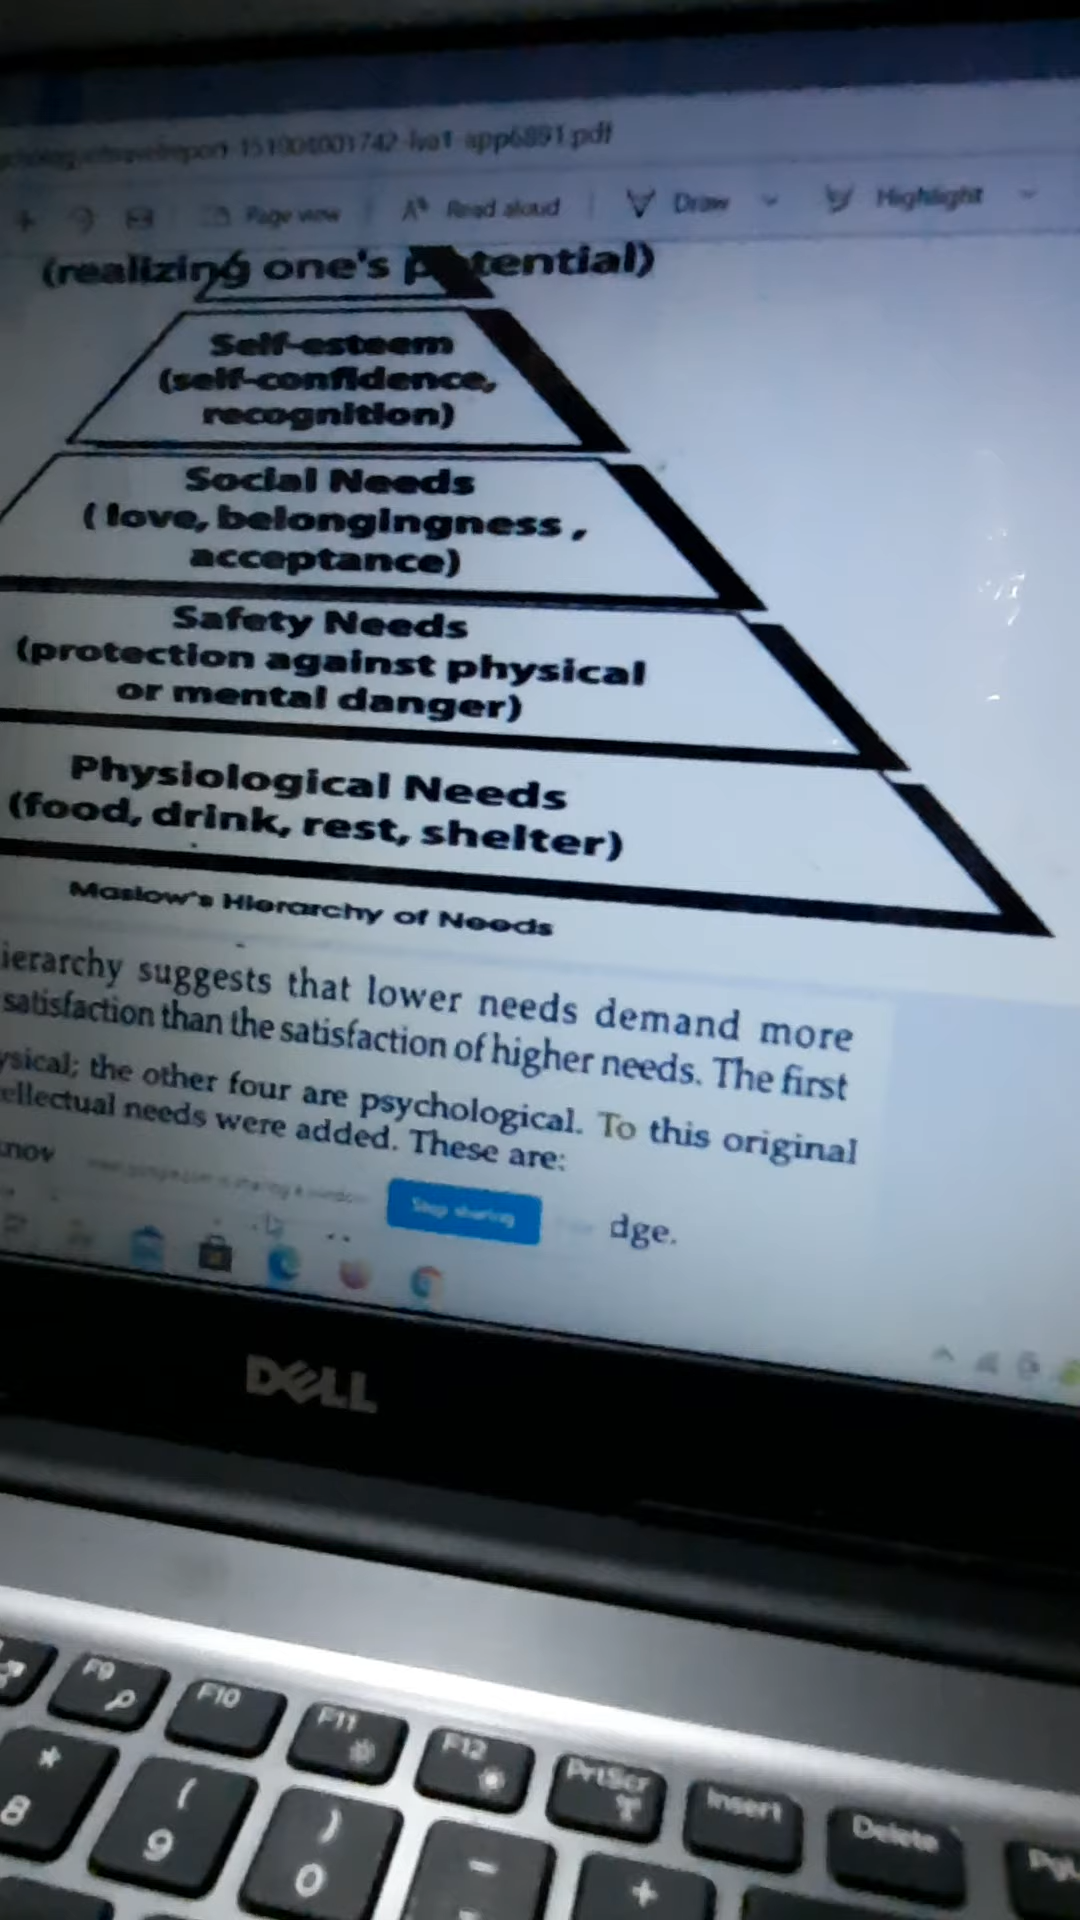 app6891.pdf
Page view
Read aloud
Draw
Highlight
(realizing one's potential)
Self-esteem
(self-confidence,
recognition)
Social Needs
( love, belongingness ,
acceptance)
Safety Needs
(protection against physical
or mental danger)
Physiological Needs
(food, drink, rest, shelter)
Maslow's Hierarchy of Needs
ierarchy suggests that lower needs demand more
satisfaction than the satisfaction of higher needs. The first
ysical; the other four are psychological. To this original
ellectual needs were added. These are:
Stop sharing
dge.
DELL
F9
F10
F11
F12
PrtScr
Insert
Delete
*
8
(
9
)
0
-
+